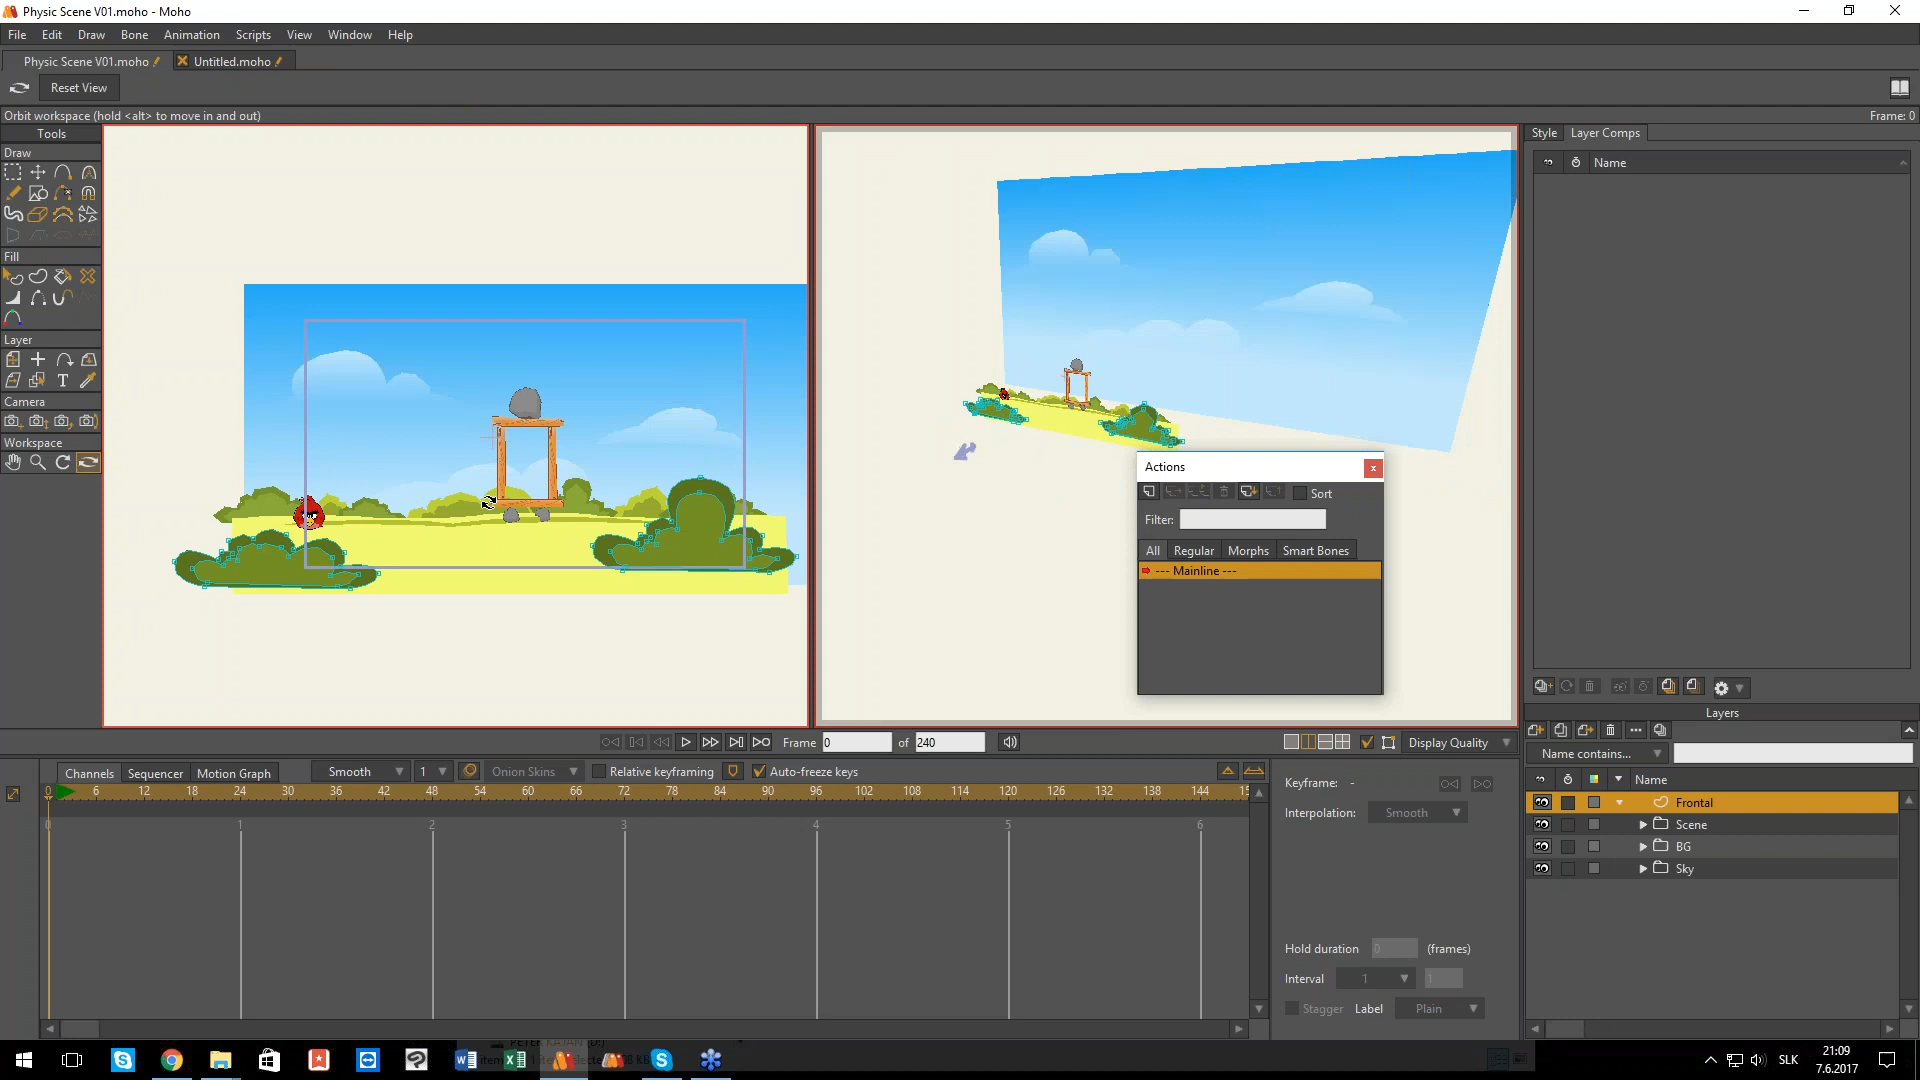 Physic Scene V01.moho - Moho
File Edit Draw Bone Animation Scripts View Window Help
Physic Scene V01.moho Untitled.moho
Reset View
Orbit workspace (hold <alt> to move in and out) Frame: 0
Tools
Draw
Fill
Layer
Camera
Workspace
Style Layer Comps
Name
Actions
Sort
Filter:
All Regular Morphs Smart Bones
--- Mainline ---
Frame 0 of 240
Display Quality
Channels Sequencer Motion Graph Smooth 1 Onion Skins Relative keyframing Auto-freeze keys
0 6 12 18 24 30 36 42 48 54 60 66 72 78 84 90 96 102 108 114 120 126 132 138 144 15
0 1 2 3 4 5 6
Keyframe: -
Interpolation: Smooth
Hold duration 0 (frames)
Interval 1 1
Stagger Label Plain
Layers
Name contains...
Name
Frontal
Scene
BG
Sky
SLK
21:09
7.6.2017